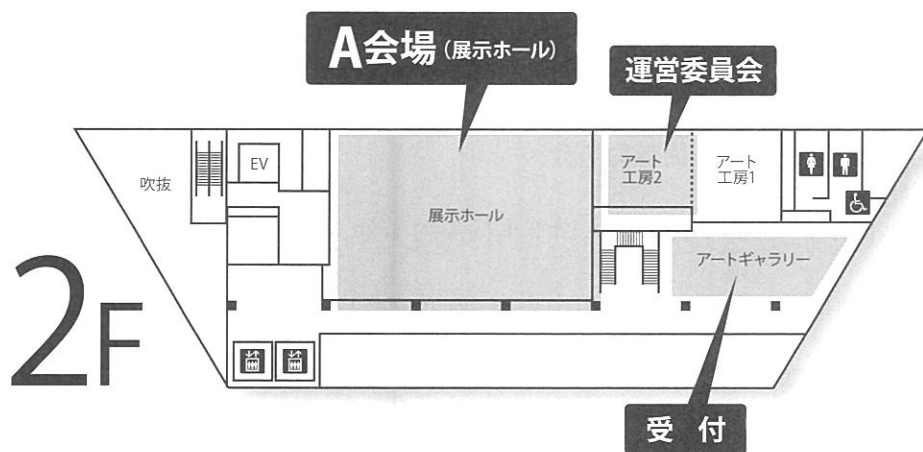 A会場(展示ホール)
運営委員会
吹抜
EV
展示ホール
アート
工房2
アート
工房1
アートギャラリー
2F
受 付